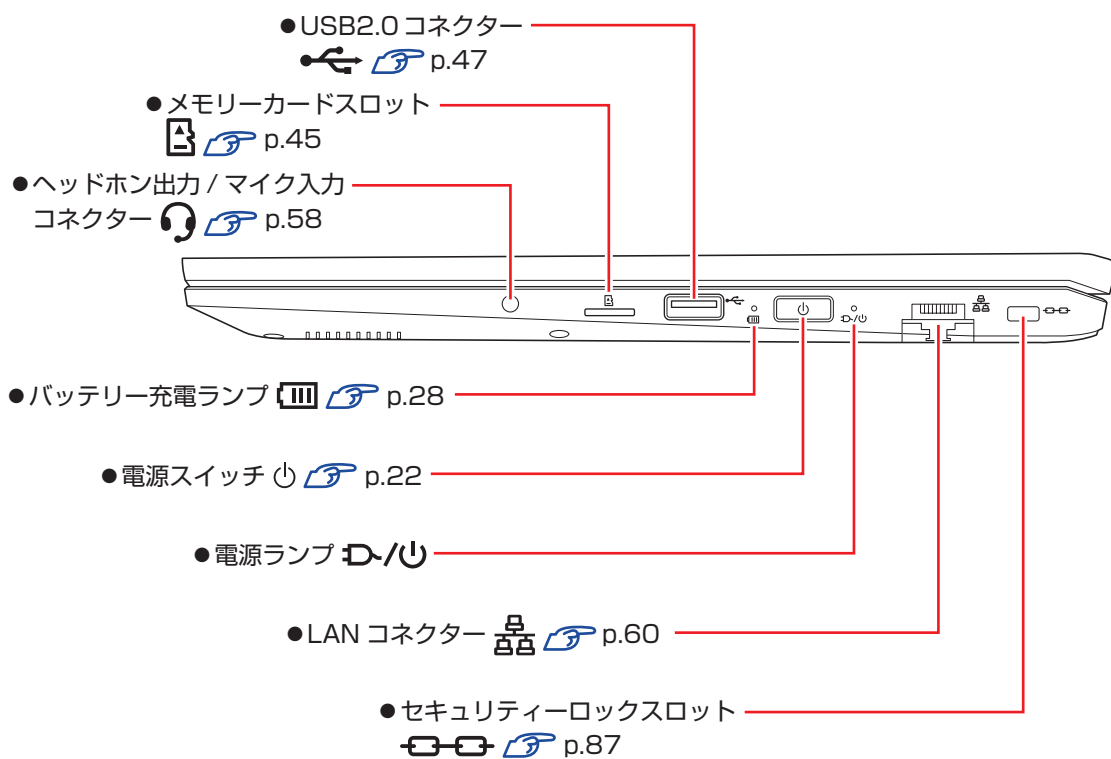 ●USB2.0 コネクター
p.47
●メモリーカードスロット
p.45
●ヘッドホン出力 / マイク入力
コネクター p.58
●バッテリー充電ランプ p.28
●電源スイッチ p.22
●電源ランプ /
●LAN コネクター p.60
●セキュリティーロックスロット
p.87